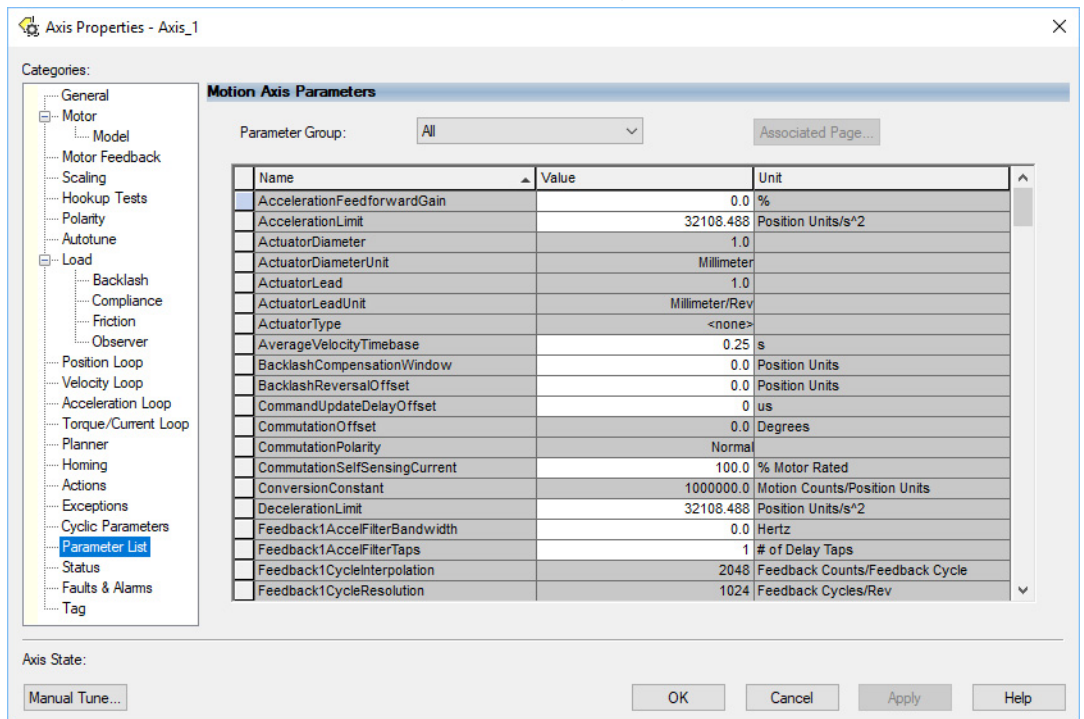 Axis Properties - Axis_1
Categories:
General
Motor
Model
Motor Feedback
Scaling
Hookup Tests
Polarity
Autotune
Load
Backlash
Compliance
Friction
Observer
Position Loop
Velocity Loop
Acceleration Loop
Torque/Current Loop
Planner
Homing
Actions
Exceptions
Cyclic Parameters
Parameter List
Status
Faults & Alarms
Tag
Motion Axis Parameters
Parameter Group: All Associated Page...
Name Value Unit
AccelerationFeedforwardGain 0.0 %
AccelerationLimit 32108.488 Position Units/s^2
ActuatorDiameter 1.0
ActuatorDiameterUnit Millimeter
ActuatorLead 1.0
ActuatorLeadUnit Millimeter/Rev
ActuatorType <none>
AverageVelocityTimebase 0.25 s
BacklashCompensationWindow 0.0 Position Units
BacklashReversalOffset 0.0 Position Units
CommandUpdateDelayOffset 0 us
CommutationOffset 0.0 Degrees
CommutationPolarity Normal
CommutationSelfSensingCurrent 100.0 % Motor Rated
ConversionConstant 1000000.0 Motion Counts/Position Units
DecelerationLimit 32108.488 Position Units/s^2
Feedback1AccelFilterBandwidth 0.0 Hertz
Feedback1AccelFilterTaps 1 # of Delay Taps
Feedback1CycleInterpolation 2048 Feedback Counts/Feedback Cycle
Feedback1CycleResolution 1024 Feedback Cycles/Rev
Axis State:
Manual Tune... OK Cancel Apply Help